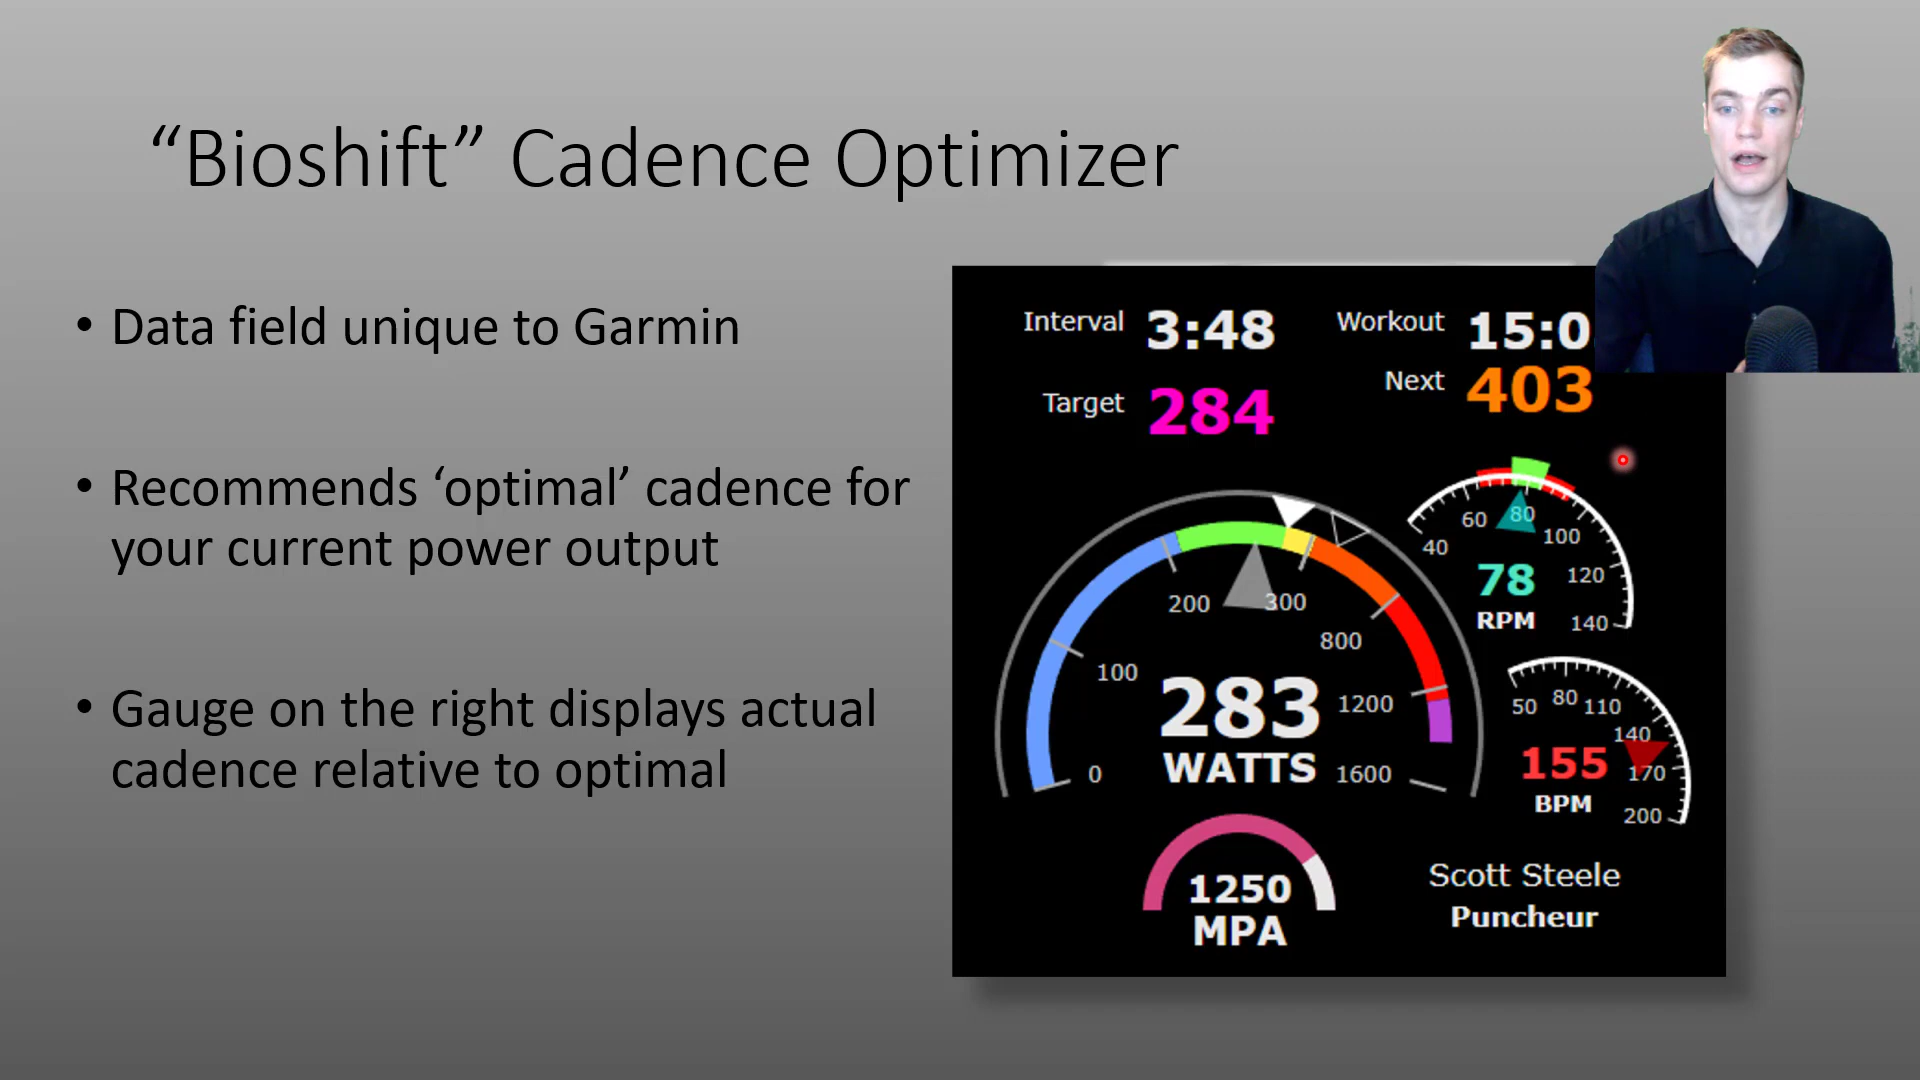 “Bioshift” Cadence Optimizer
• Data field unique to Garmin
• Recommends ‘optimal’ cadence for
your current power output
• Gauge on the right displays actual
cadence relative to optimal
Interval 3:48 Workout 15:0
Target 284 Next 403
40 60 80 100 120 140
78
RPM
0 100 200 300 800 1200 1600
283
WATTS
50 80 110 140 170 200
155
BPM
1250
MPA
Scott Steele
Puncheur